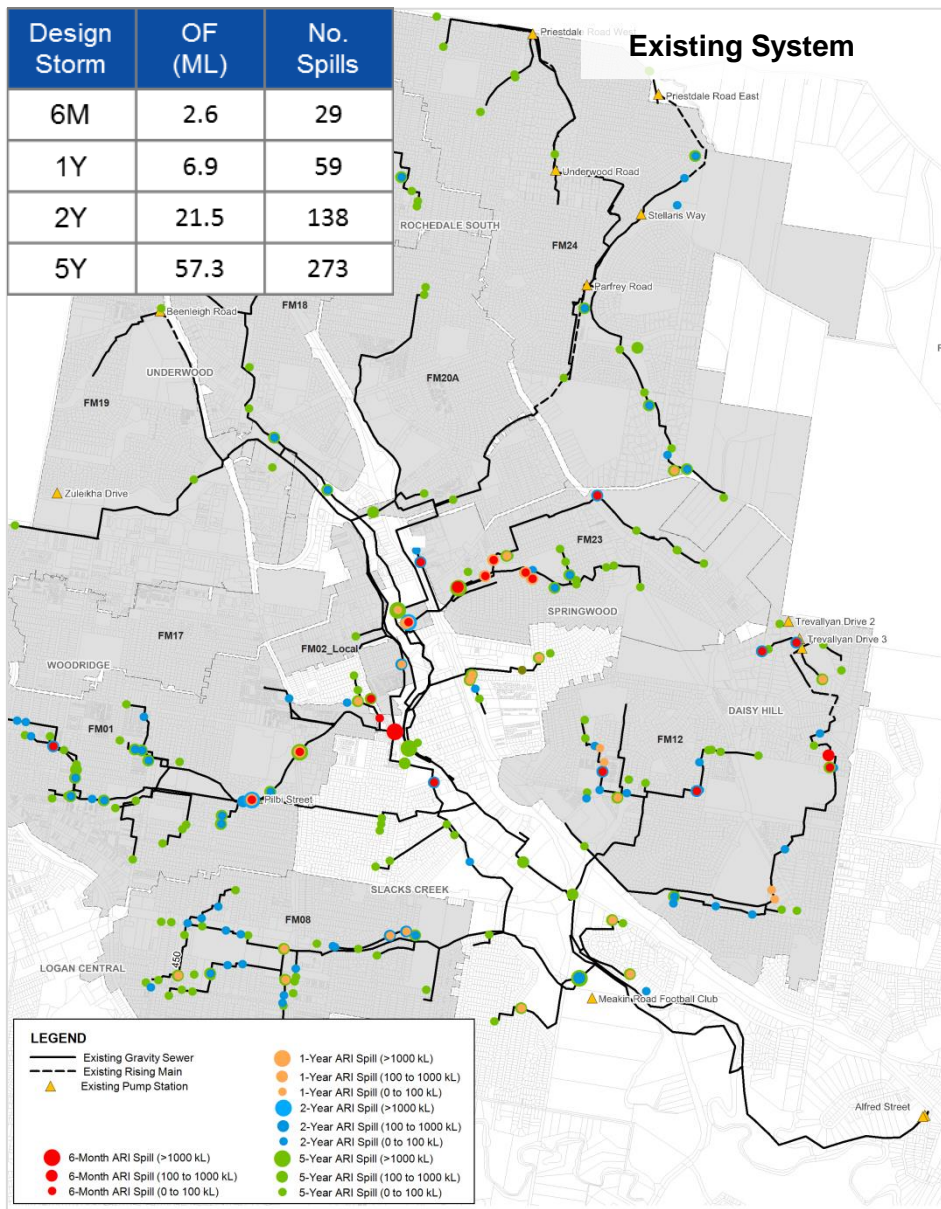 Existing System
Design Storm
OF (ML)
No. Spills
6M 2.6 29
1Y 6.9 59
2Y 21.5 138
5Y 57.3 273
Priestdale Road West
Priestdale Road East
Underwood Road
ROCHEDALE SOUTH
Stellaris Way
FM24
Parfrey Road
Beenleigh Road
FM18
UNDERWOOD
FM20A
FM19
Zuleikha Drive
FM23
SPRINGWOOD
Trevallyan Drive 2
Trevallyan Drive 3
FM17
FM02_Local
WOODRIDGE
DAISY HILL
FM01
FM12
Pilbi Street
SLACKS CREEK
FM08
LOGAN CENTRAL
450
Meakin Road Football Club
Alfred Street
LEGEND
Existing Gravity Sewer
Existing Rising Main
Existing Pump Station
6-Month ARI Spill (>1000 kL)
6-Month ARI Spill (100 to 1000 kL)
6-Month ARI Spill (0 to 100 kL)
1-Year ARI Spill (>1000 kL)
1-Year ARI Spill (100 to 1000 kL)
1-Year ARI Spill (0 to 100 kL)
2-Year ARI Spill (>1000 kL)
2-Year ARI Spill (100 to 1000 kL)
2-Year ARI Spill (0 to 100 kL)
5-Year ARI Spill (>1000 kL)
5-Year ARI Spill (100 to 1000 kL)
5-Year ARI Spill (0 to 100 kL)